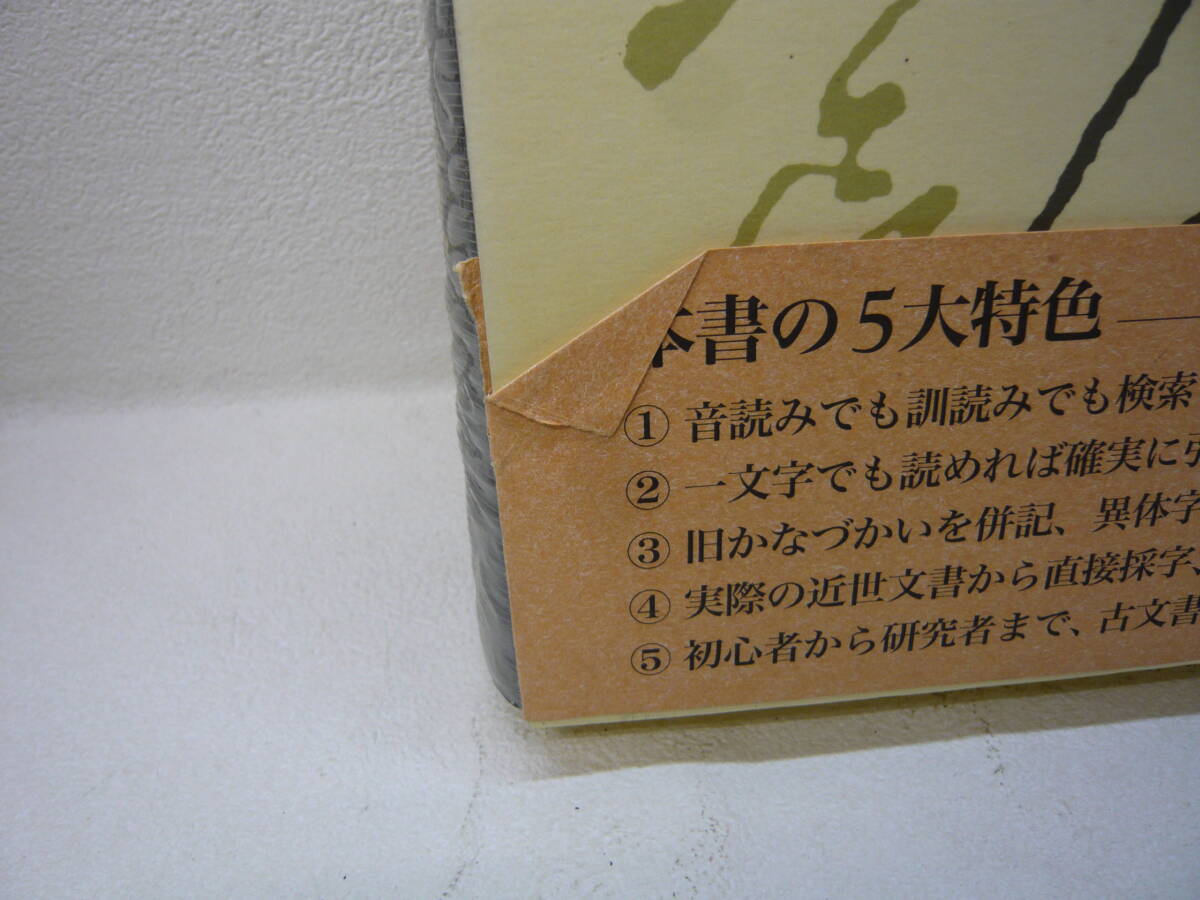 本書の5大特色
① 音読みでも訓読みでも検索
② 一文字でも読めれば確実に引
③ 旧かなづかいを併記、異体字
④ 実際の近世文書から直接採字、
⑤ 初心者から研究者まで、古文書